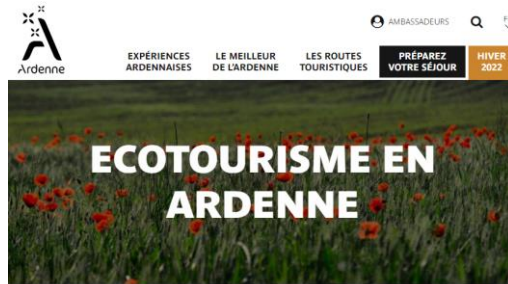 AMBASSADEURS
Ardenne
EXPÉRIENCES ARDENNAISES
LE MEILLEUR DE L'ARDENNE
LES ROUTES TOURISTIQUES
PRÉPAREZ VOTRE SÉJOUR
HIVER 2022
ECOTOURISME EN
ARDENNE